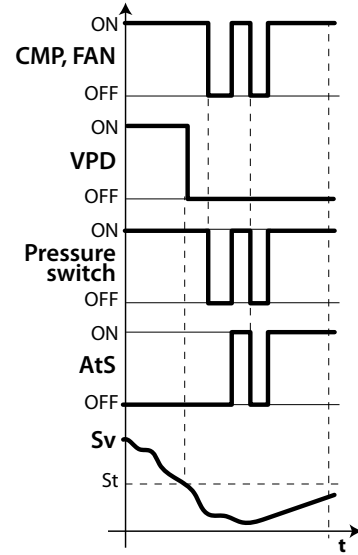 ON
CMP, FAN
OFF
ON
VPD
OFF
ON
Pressure
switch
OFF
ON
AtS
OFF
Sv
St
t